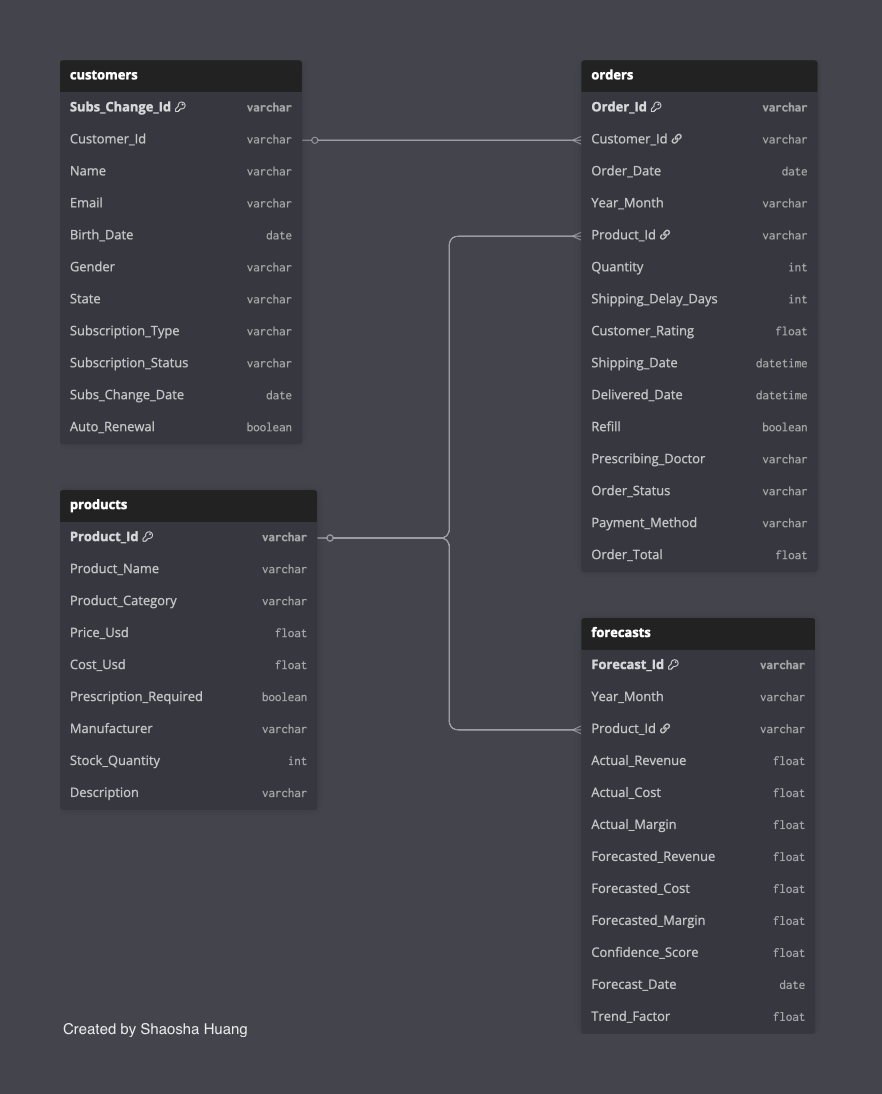 customers
Subs_Change_Id varchar
Customer_Id varchar
Name varchar
Email varchar
Birth_Date date
Gender varchar
State varchar
Subscription_Type varchar
Subscription_Status varchar
Subs_Change_Date date
Auto_Renewal boolean
products
Product_Id varchar
Product_Name varchar
Product_Category varchar
Price_Usd float
Cost_Usd float
Prescription_Required boolean
Manufacturer varchar
Stock_Quantity int
Description varchar
orders
Order_Id varchar
Customer_Id varchar
Order_Date date
Year_Month varchar
Product_Id varchar
Quantity int
Shipping_Delay_Days int
Customer_Rating float
Shipping_Date datetime
Delivered_Date datetime
Refill boolean
Prescribing_Doctor varchar
Order_Status varchar
Payment_Method varchar
Order_Total float
forecasts
Forecast_Id varchar
Year_Month varchar
Product_Id varchar
Actual_Revenue float
Actual_Cost float
Actual_Margin float
Forecasted_Revenue float
Forecasted_Cost float
Forecasted_Margin float
Confidence_Score float
Forecast_Date date
Trend_Factor float
Created by Shaosha Huang